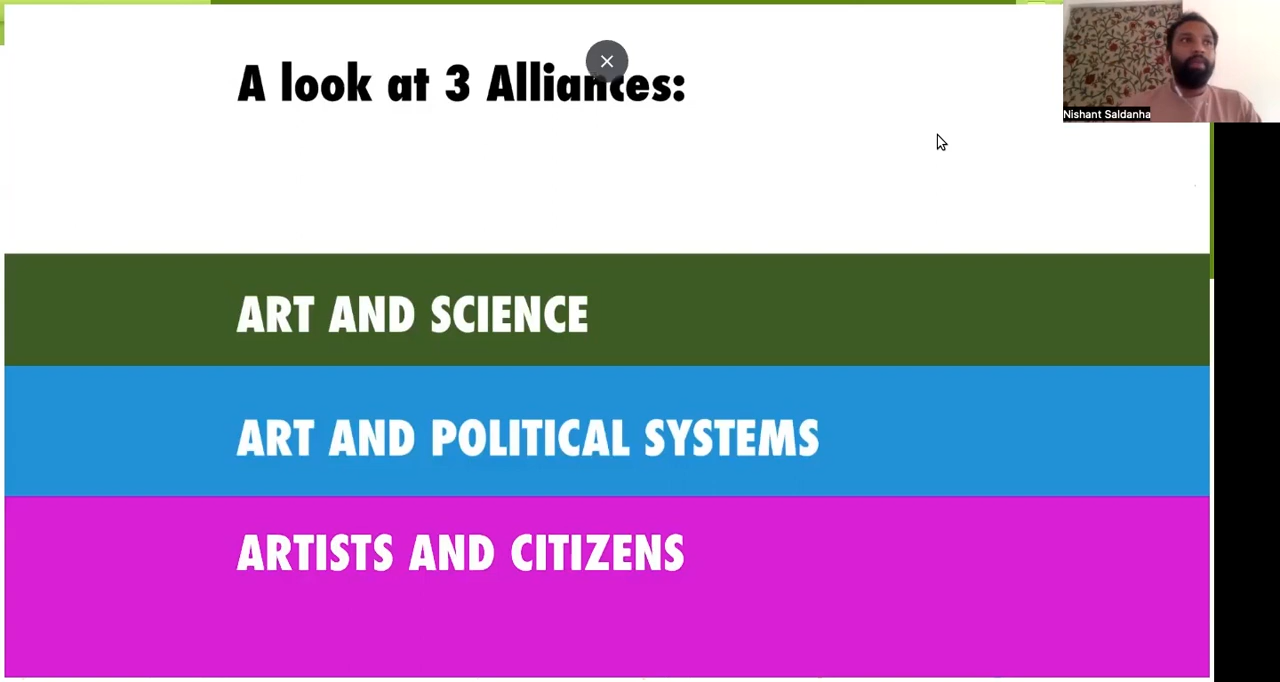 A look at 3 Alliances:
Nishant Saldanha
ART AND SCIENCE
ART AND POLITICAL SYSTEMS
ARTISTS AND CITIZENS